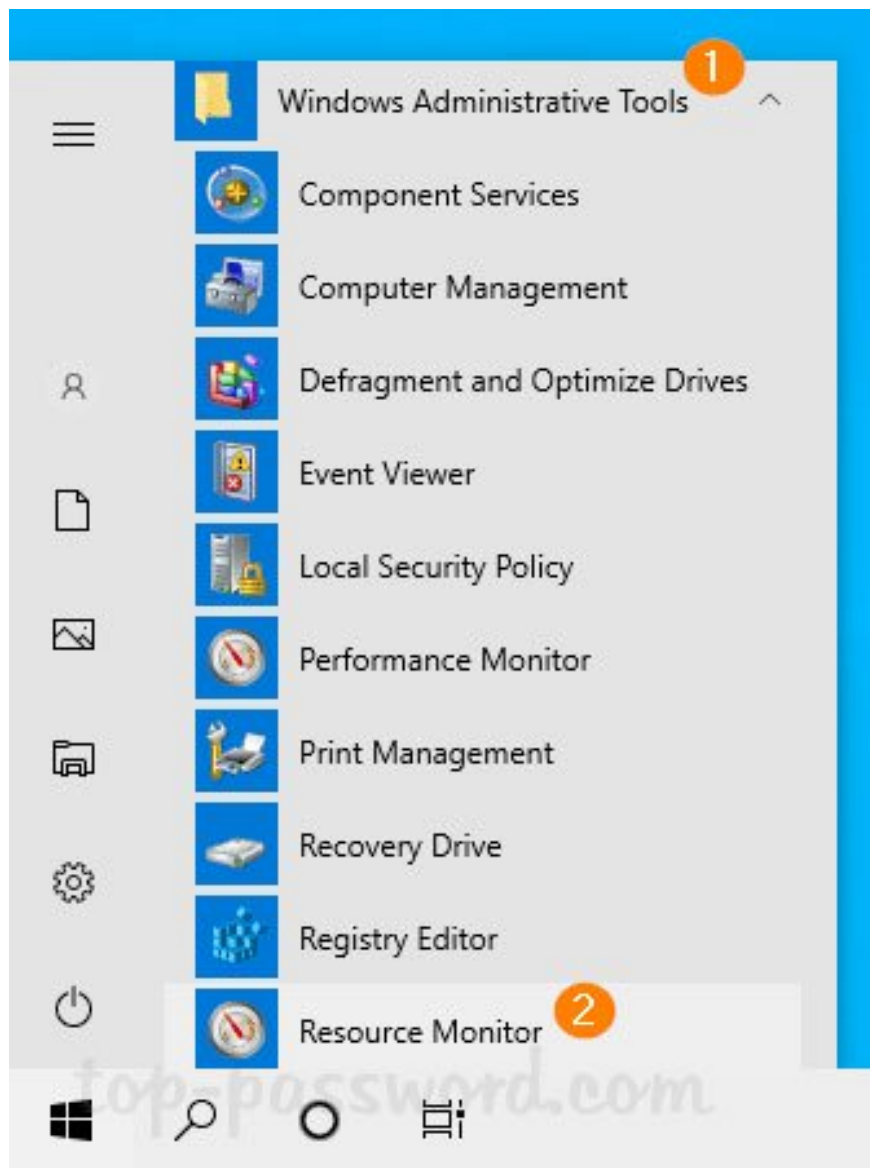 Windows Administrative Tools 1
Component Services
Computer Management
Defragment and Optimize Drives
Event Viewer
Local Security Policy
Performance Monitor
Print Management
Recovery Drive
Registry Editor
Resource Monitor 2
top-password.com